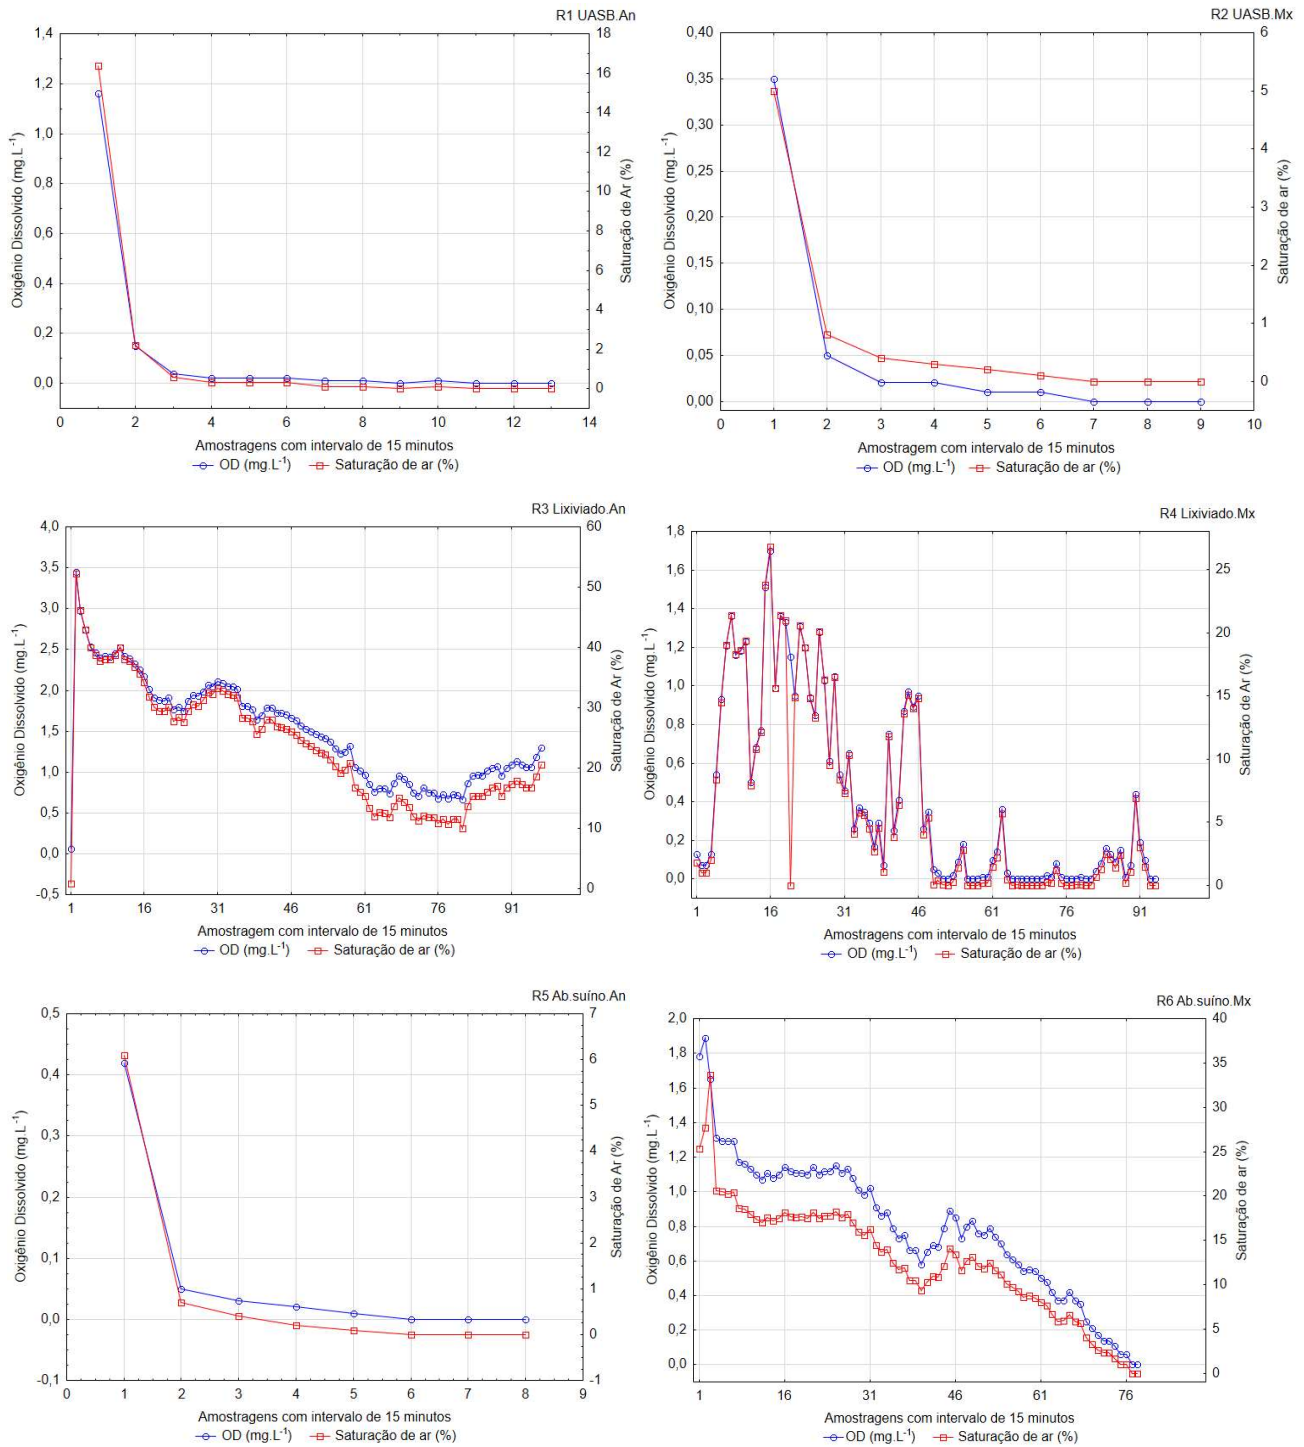 R1 UASB.An
1,4
1,2
1,0
0,8
0,6
0,4
0,2
0,0
Oxigênio Dissolvido (mg.L-1)
18
16
14
12
10
8
6
4
2
0
Saturação de Ar (%)
0 2 4 6 8 10 12 14
Amostragens com intervalo de 15 minutos
OD (mg.L-1) Saturação de ar (%)
R2 UASB.Mx
0,40
0,35
0,30
0,25
0,20
0,15
0,10
0,05
0,00
Oxigênio Dissolvido (mg.L-1)
6
5
4
3
2
1
0
Saturação de ar (%)
0 1 2 3 4 5 6 7 8 9 10
Amostragem com intervalo de 15 minutos
OD (mg.L-1) Saturação de ar (%)
R3 Lixiviado.An
4,0
3,5
3,0
2,5
2,0
1,5
1,0
0,5
0,0
-0,5
Oxigênio Dissolvido (mg.L-1)
60
50
40
30
20
10
0
Saturação de Ar (%)
1 16 31 46 61 76 91
Amostragem com intervalo de 15 minutos
OD (mg.L-1) Saturação de ar (%)
R4 Lixiviado.Mx
1,8
1,6
1,4
1,2
1,0
0,8
0,6
0,4
0,2
0,0
Oxigênio Dissolvido (mg.L-1)
25
20
15
10
5
0
Saturação de Ar (%)
1 16 31 46 61 76 91
Amostragens com intervalo de 15 minutos
OD (mg.L-1) Saturação de ar (%)
R5 Ab.suíno.An
0,5
0,4
0,3
0,2
0,1
0,0
-0,1
Oxigênio Dissolvido (mg.L-1)
7
6
5
4
3
2
1
0
-1
Saturação de Ar (%)
0 1 2 3 4 5 6 7 8 9
Amostragens com intervalo de 15 minutos
OD (mg.L-1) Saturação de ar (%)
R6 Ab.suíno.Mx
2,0
1,8
1,6
1,4
1,2
1,0
0,8
0,6
0,4
0,2
0,0
Oxigênio Dissolvido (mg.L-1)
40
35
30
25
20
15
10
5
0
Saturação de ar (%)
1 16 31 46 61 76
Amostragens com intervalo de 15 minutos
OD (mg.L-1) Saturação de ar (%)